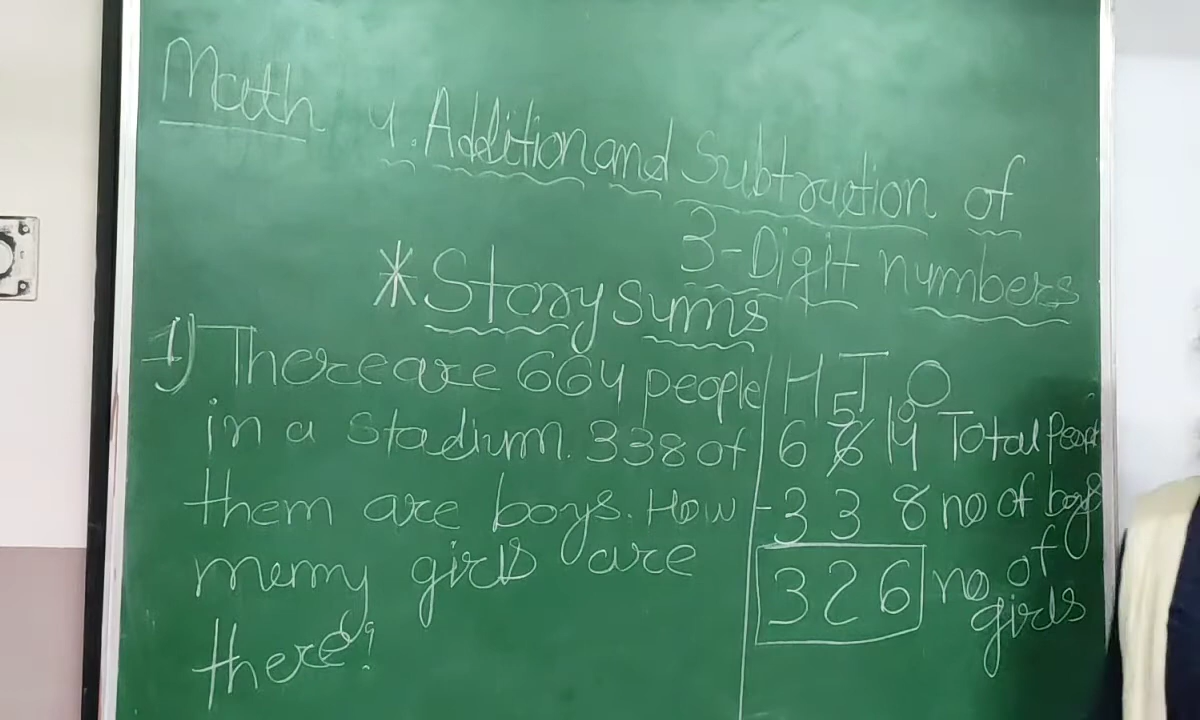 Math 4. Addition and Subtraction of
3-Digit numbers
* Story sums
1) There are 664 people
in a stadium. 338 of
them are boys. How
many girls are
there?
H T O
5
6 6 14 Total People
- 3 3 8 no of boys
3 2 6 no of
girls